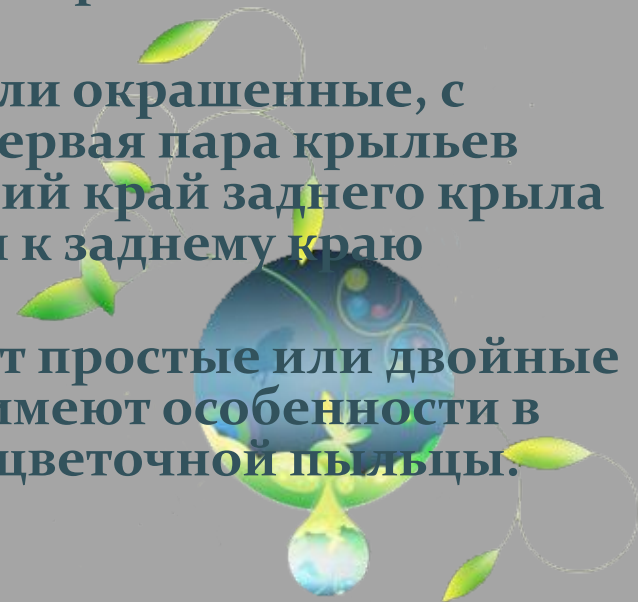 ли окрашенные, с
ервая пара крыльев
ий край заднего крыла
к заднему краю
т простые или двойные
имеют особенности в
цветочной пыльцы.